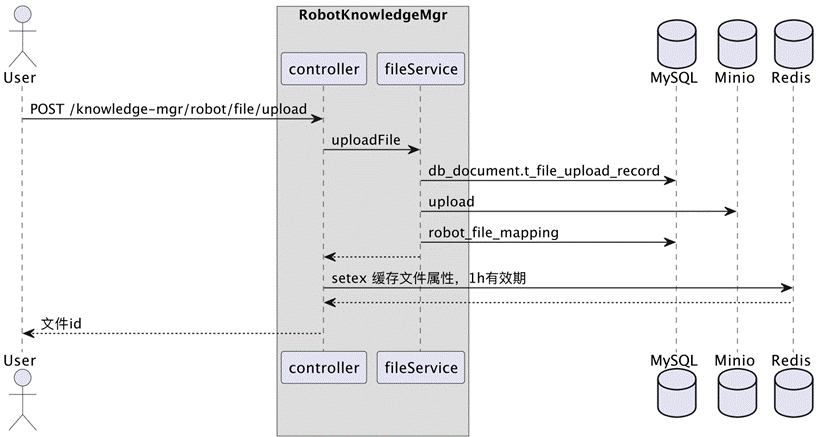 RobotKnowledgeMgr
User
controller
fileService
MySQL
Minio
Redis
POST /knowledge-mgr/robot/file/upload
uploadFile
db_document.t_file_upload_record
upload
robot_file_mapping
setex 缓存文件属性，1h有效期
文件id
User
controller
fileService
MySQL
Minio
Redis